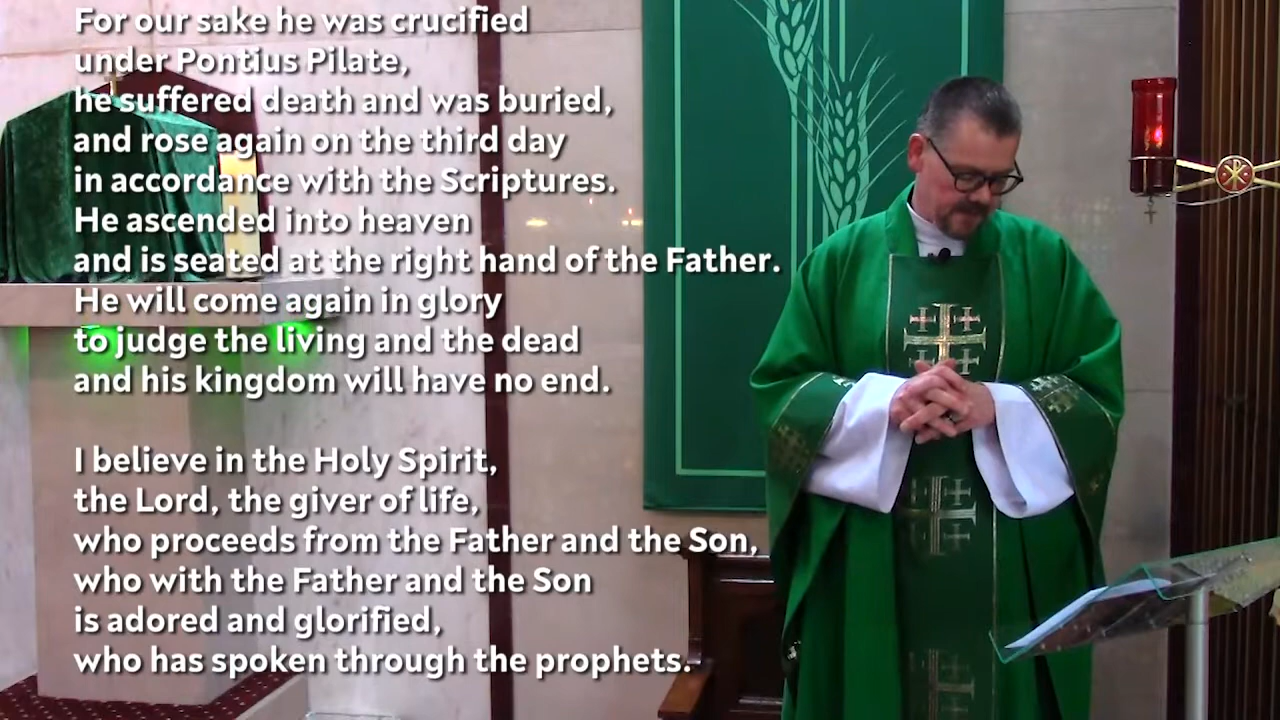 For our sake he was crucified
under Pontius Pilate,
he suffered death and was buried,
and rose again on the third day
in accordance with the Scriptures.
He ascended into heaven
and is seated at the right hand of the Father.
He will come again in glory
to judge the living and the dead
and his kingdom will have no end.
I believe in the Holy Spirit,
the Lord, the giver of life,
who proceeds from the Father and the Son,
who with the Father and the Son
is adored and glorified,
who has spoken through the prophets.